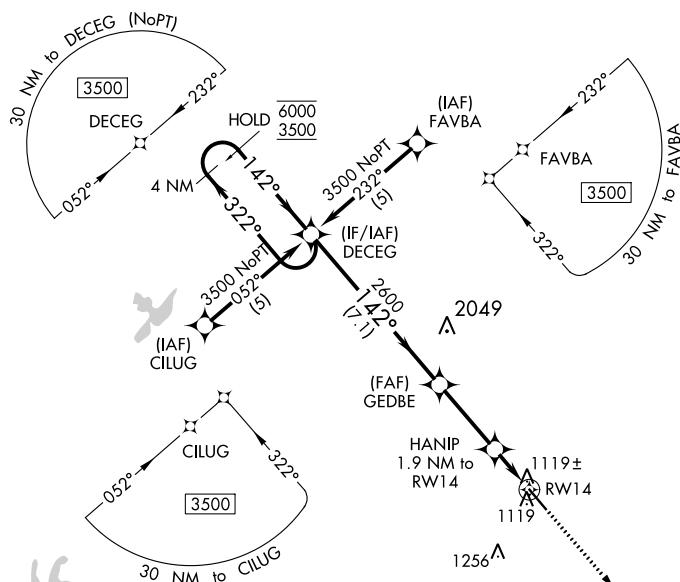 30 NM to DECEG (NoPT)
3500
232°
DECEG
052°
HOLD
6000
3500
4 NM
142°
322°
(IAF)
FAVBA
3500 NoPT
232°
(5)
(IF/IAF)
DECEG
3500 NoPT
052°
(5)
(IAF)
CILUG
232°
FAVBA
3500
322°
30 NM to FAVBA
2600
142°
(7.1)
2049
(FAF)
GEDBE
HANIP
1.9 NM to
RW14
1119±
RW14
1119
1256
CILUG
052°
322°
3500
30 NM to CILUG